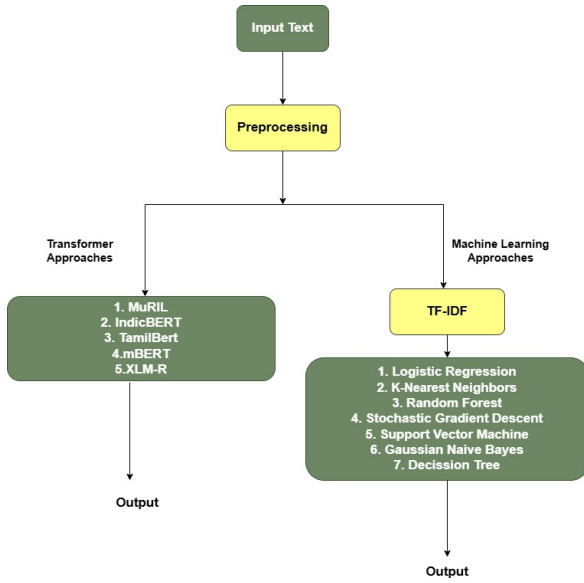 Input Text
Preprocessing
Transformer
Approaches
Machine Learning
Approaches
1. MuRIL
2. IndicBERT
3. TamilBert
4.mBERT
5.XLM-R
TF-IDF
1. Logistic Regression
2. K-Nearest Neighbors
3. Random Forest
4. Stochastic Gradient Descent
5. Support Vector Machine
6. Gaussian Naive Bayes
7. Decission Tree
Output
Output